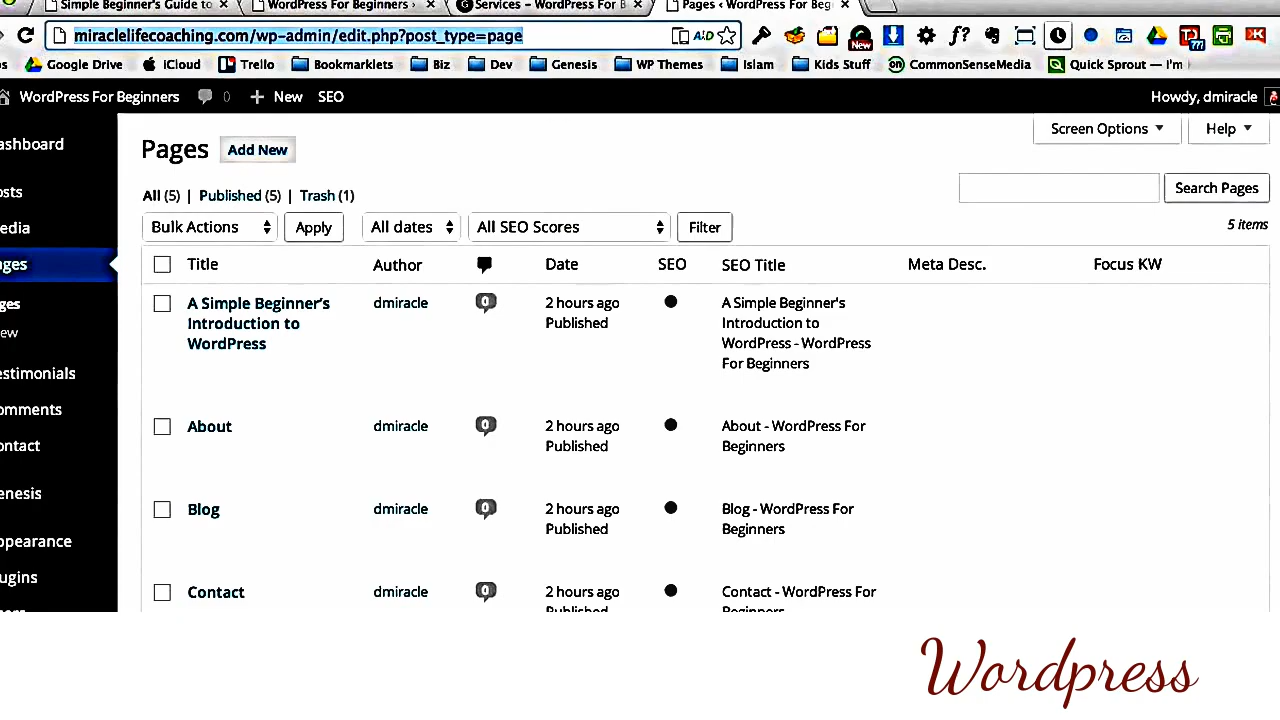 Simple Beginner's Guide to
WordPress For Beginners
Services – WordPress For B
Pages ‹ WordPress For Beg
miraclelifecoaching.com/wp-admin/edit.php?post_type=page
New
Google Drive iCloud Trello Bookmarklets Biz Dev Genesis WP Themes Islam Kids Stuff CommonSenseMedia Quick Sprout — I'm
WordPress For Beginners 0 + New SEO Howdy, dmiracle
ashboard
osts
edia
ages
ges
ew
estimonials
omments
ontact
enesis
ppearance
ugins
Screen Options Help
Pages Add New
All (5) | Published (5) | Trash (1)
Search Pages
Bulk Actions Apply All dates All SEO Scores Filter
5 items
Title Author Date SEO SEO Title Meta Desc. Focus KW
A Simple Beginner's dmiracle 0 2 hours ago A Simple Beginner's
Introduction to Published Introduction to
WordPress WordPress - WordPress
For Beginners
About dmiracle 0 2 hours ago About - WordPress For
Published Beginners
Blog dmiracle 0 2 hours ago Blog - WordPress For
Published Beginners
Contact dmiracle 0 2 hours ago Contact - WordPress For
Published Beginners
Wordpress